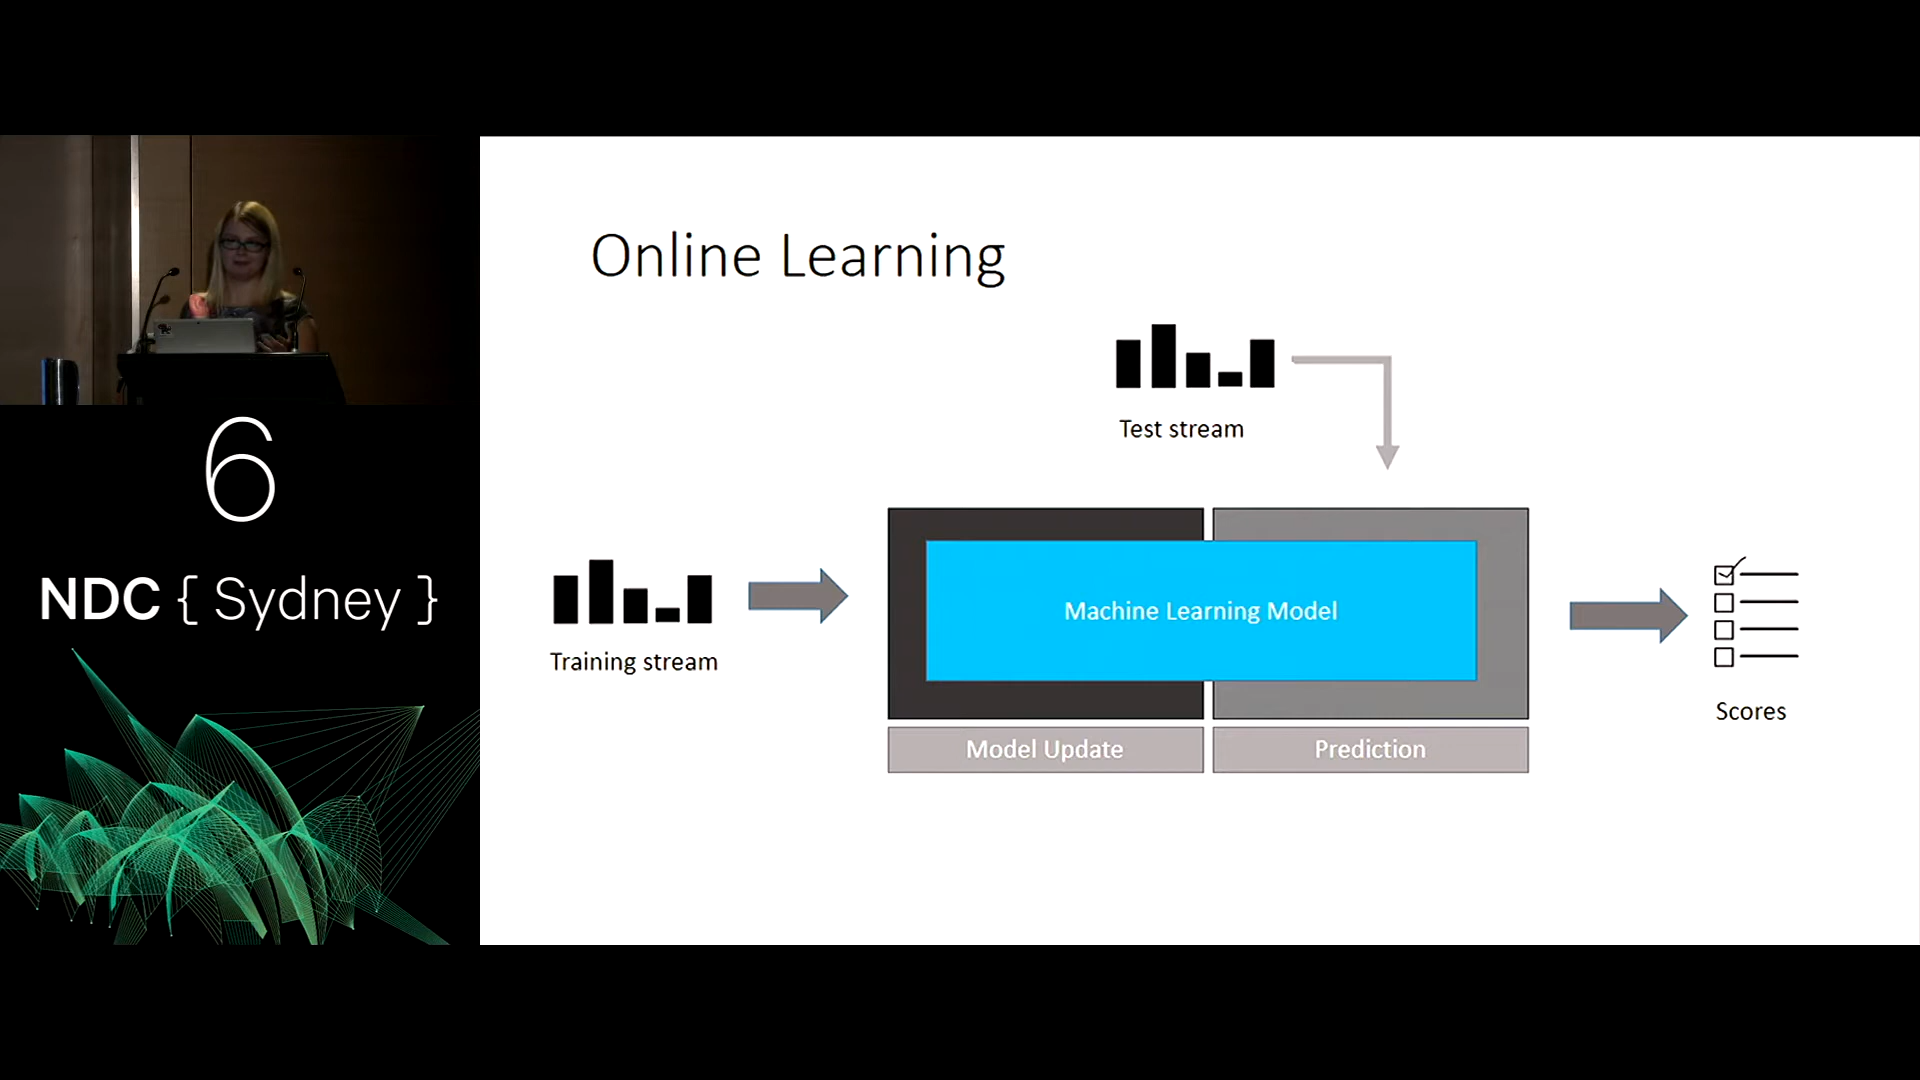 6
NDC { Sydney }
Online Learning
Test stream
Training stream
Machine Learning Model
Model Update
Prediction
Scores